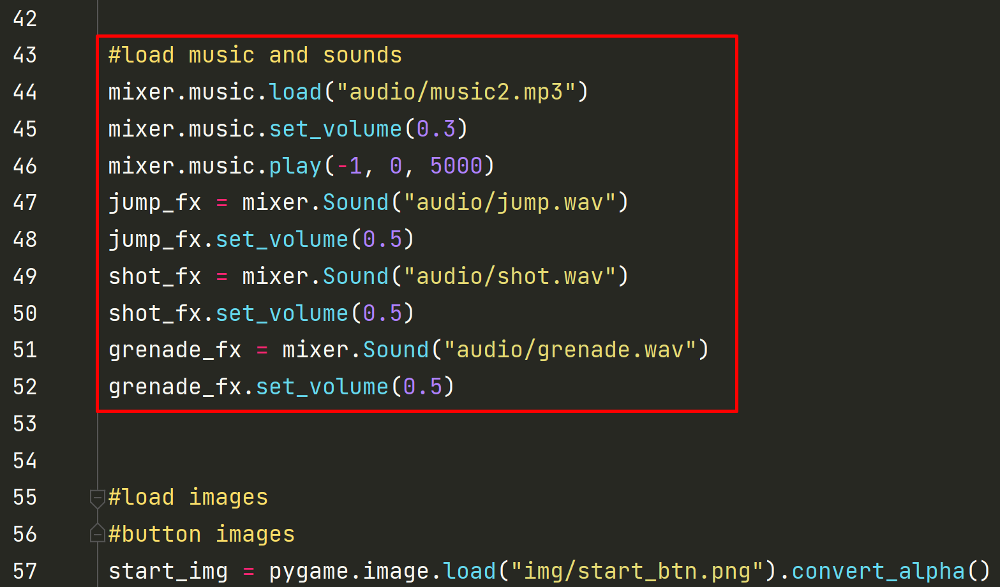 42
43 #load music and sounds
44 mixer.music.load("audio/music2.mp3")
45 mixer.music.set_volume(0.3)
46 mixer.music.play(-1, 0, 5000)
47 jump_fx = mixer.Sound("audio/jump.wav")
48 jump_fx.set_volume(0.5)
49 shot_fx = mixer.Sound("audio/shot.wav")
50 shot_fx.set_volume(0.5)
51 grenade_fx = mixer.Sound("audio/grenade.wav")
52 grenade_fx.set_volume(0.5)
53
54
55 #load images
56 #button images
57 start_img = pygame.image.load("img/start_btn.png").convert_alpha()